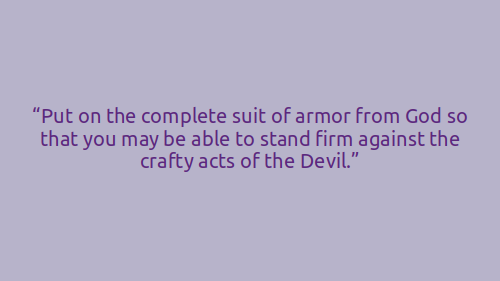 “Put on the complete suit of armor from God so
that you may be able to stand firm against the
crafty acts of the Devil.”